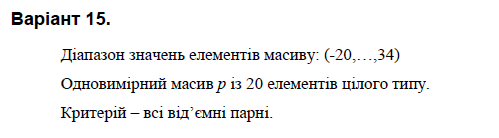 Варіант 15.
Діапазон значень елементів масиву: (-20,…,34)
Одновимірний масив p із 20 елементів цілого типу.
Критерій – всі від’ємні парні.